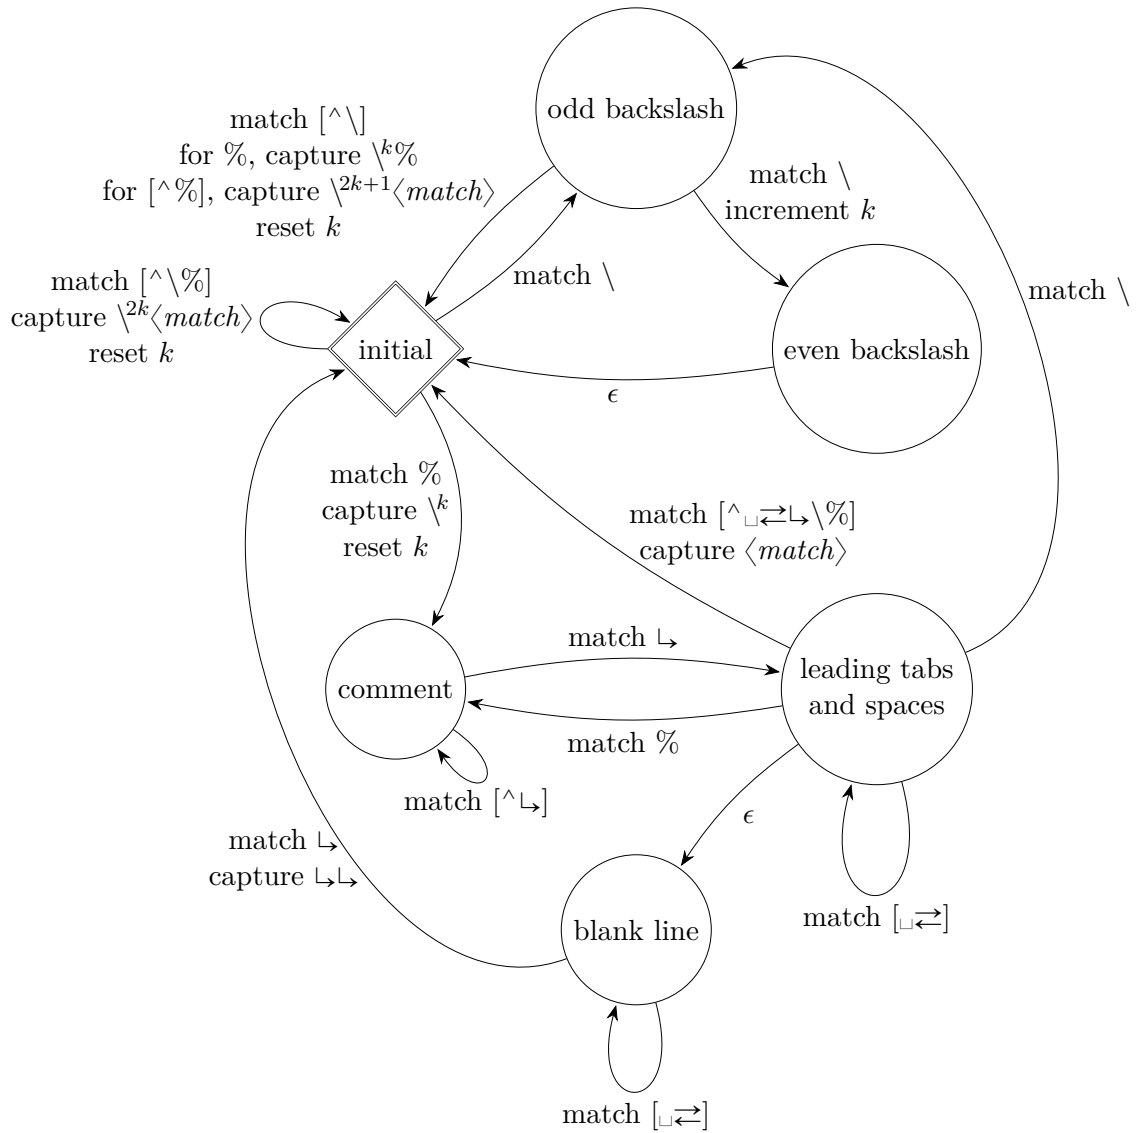 odd backslash
match [^\]
for %, capture \ᵏ%
for [^%], capture \²ᵏ⁺¹⟨match⟩
reset k
match \
increment k
match \
match \
match [^\%]
capture \²ᵏ⟨match⟩
reset k
initial
even backslash
ϵ
match %
capture \ᵏ
reset k
match [^␣⇄↳\%]
capture ⟨match⟩
match ↳
leading tabs
and spaces
comment
match %
match [^↳]
ϵ
match ↳
capture ↳↳
match [␣⇄]
blank line
match [␣⇄]